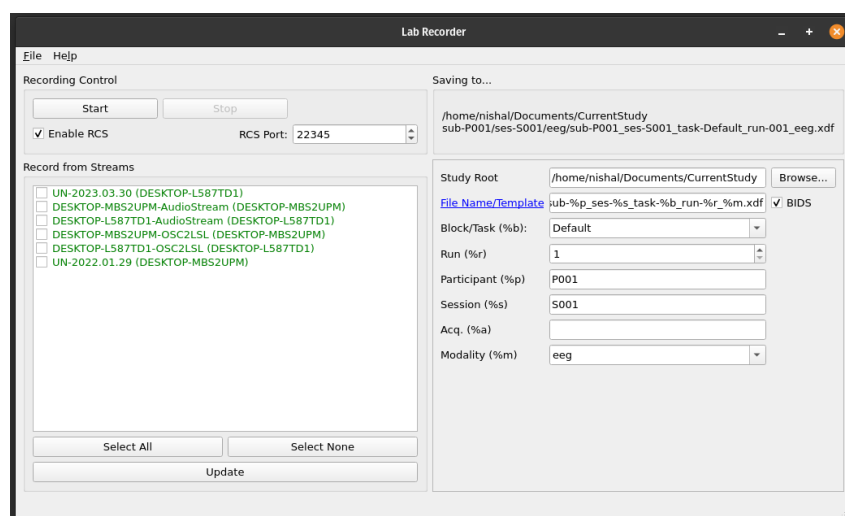 Lab Recorder
File Help
Recording Control
Start
Stop
Enable RCS
RCS Port:
22345
Record from Streams
UN-2023.03.30 (DESKTOP-L587TD1)
DESKTOP-MBS2UPM-AudioStream (DESKTOP-MBS2UPM)
DESKTOP-L587TD1-AudioStream (DESKTOP-L587TD1)
DESKTOP-MBS2UPM-OSC2LSL (DESKTOP-MBS2UPM)
DESKTOP-L587TD1-OSC2LSL (DESKTOP-L587TD1)
UN-2022.01.29 (DESKTOP-MBS2UPM)
Select All
Select None
Update
Saving to...
/home/nishal/Documents/CurrentStudy
sub-P001/ses-S001/eeg/sub-P001_ses-S001_task-Default_run-001_eeg.xdf
Study Root
/home/nishal/Documents/CurrentStudy
Browse...
File Name/Template
sub-%p_ses-%s_task-%b_run-%r_%m.xdf
BIDS
Block/Task (%b):
Default
Run (%r)
1
Participant (%p)
P001
Session (%s)
S001
Acq. (%a)
Modality (%m)
eeg